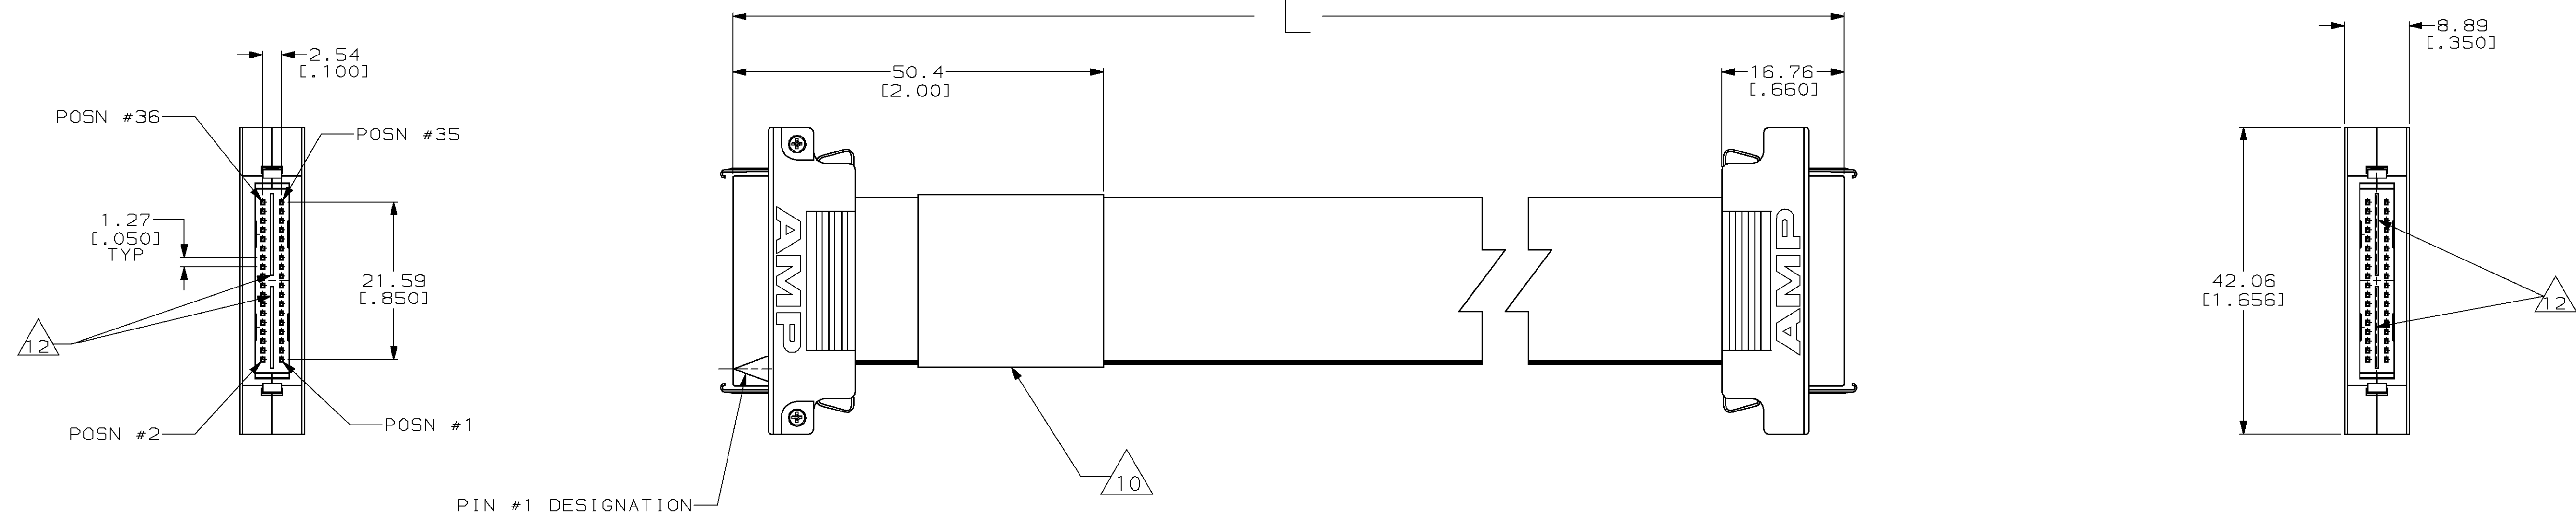 L
2.54
[.100]
POSN #36
POSN #35
1.27
[.050]
TYP
21.59
[.850]
12
POSN #2
POSN #1
50.4
[2.00]
16.76
[.660]
AMP
AMP
10
PIN #1 DESIGNATION
8.89
[.350]
42.06
[1.656]
12